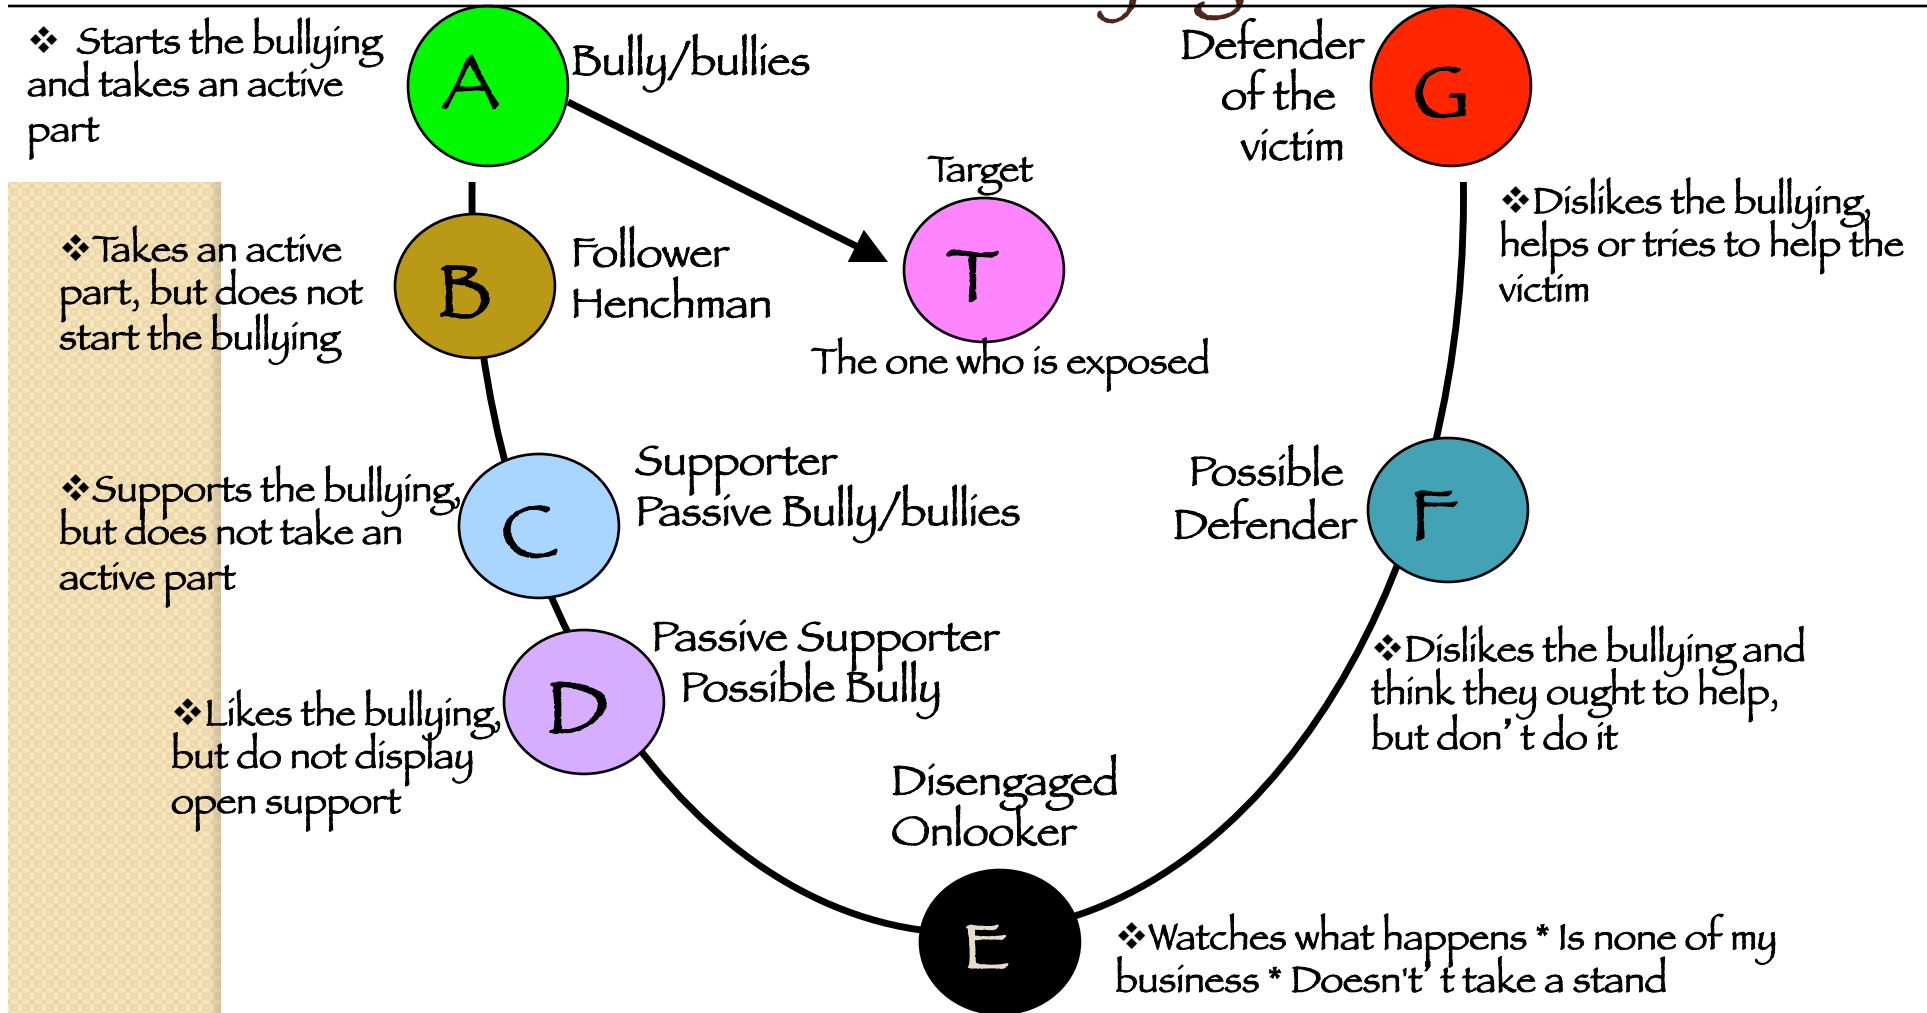 ❖ Starts the bullying
and takes an active
part
A
Bully/bullies
Defender
of the
victim
G
Target
T
The one who is exposed
❖Dislikes the bullying,
helps or tries to help the
victim
❖Takes an active
part, but does not
start the bullying
B
Follower
Henchman
❖Supports the bullying,
but does not take an
active part
C
Supporter
Passive Bully/bullies
Possible
Defender
F
❖Dislikes the bullying and
think they ought to help,
but don’ t do it
Passive Supporter
Possible Bully
D
❖Likes the bullying,
but do not display
open support
Disengaged
Onlooker
E
❖Watches what happens * Is none of my
business * Doesn't’ t take a stand